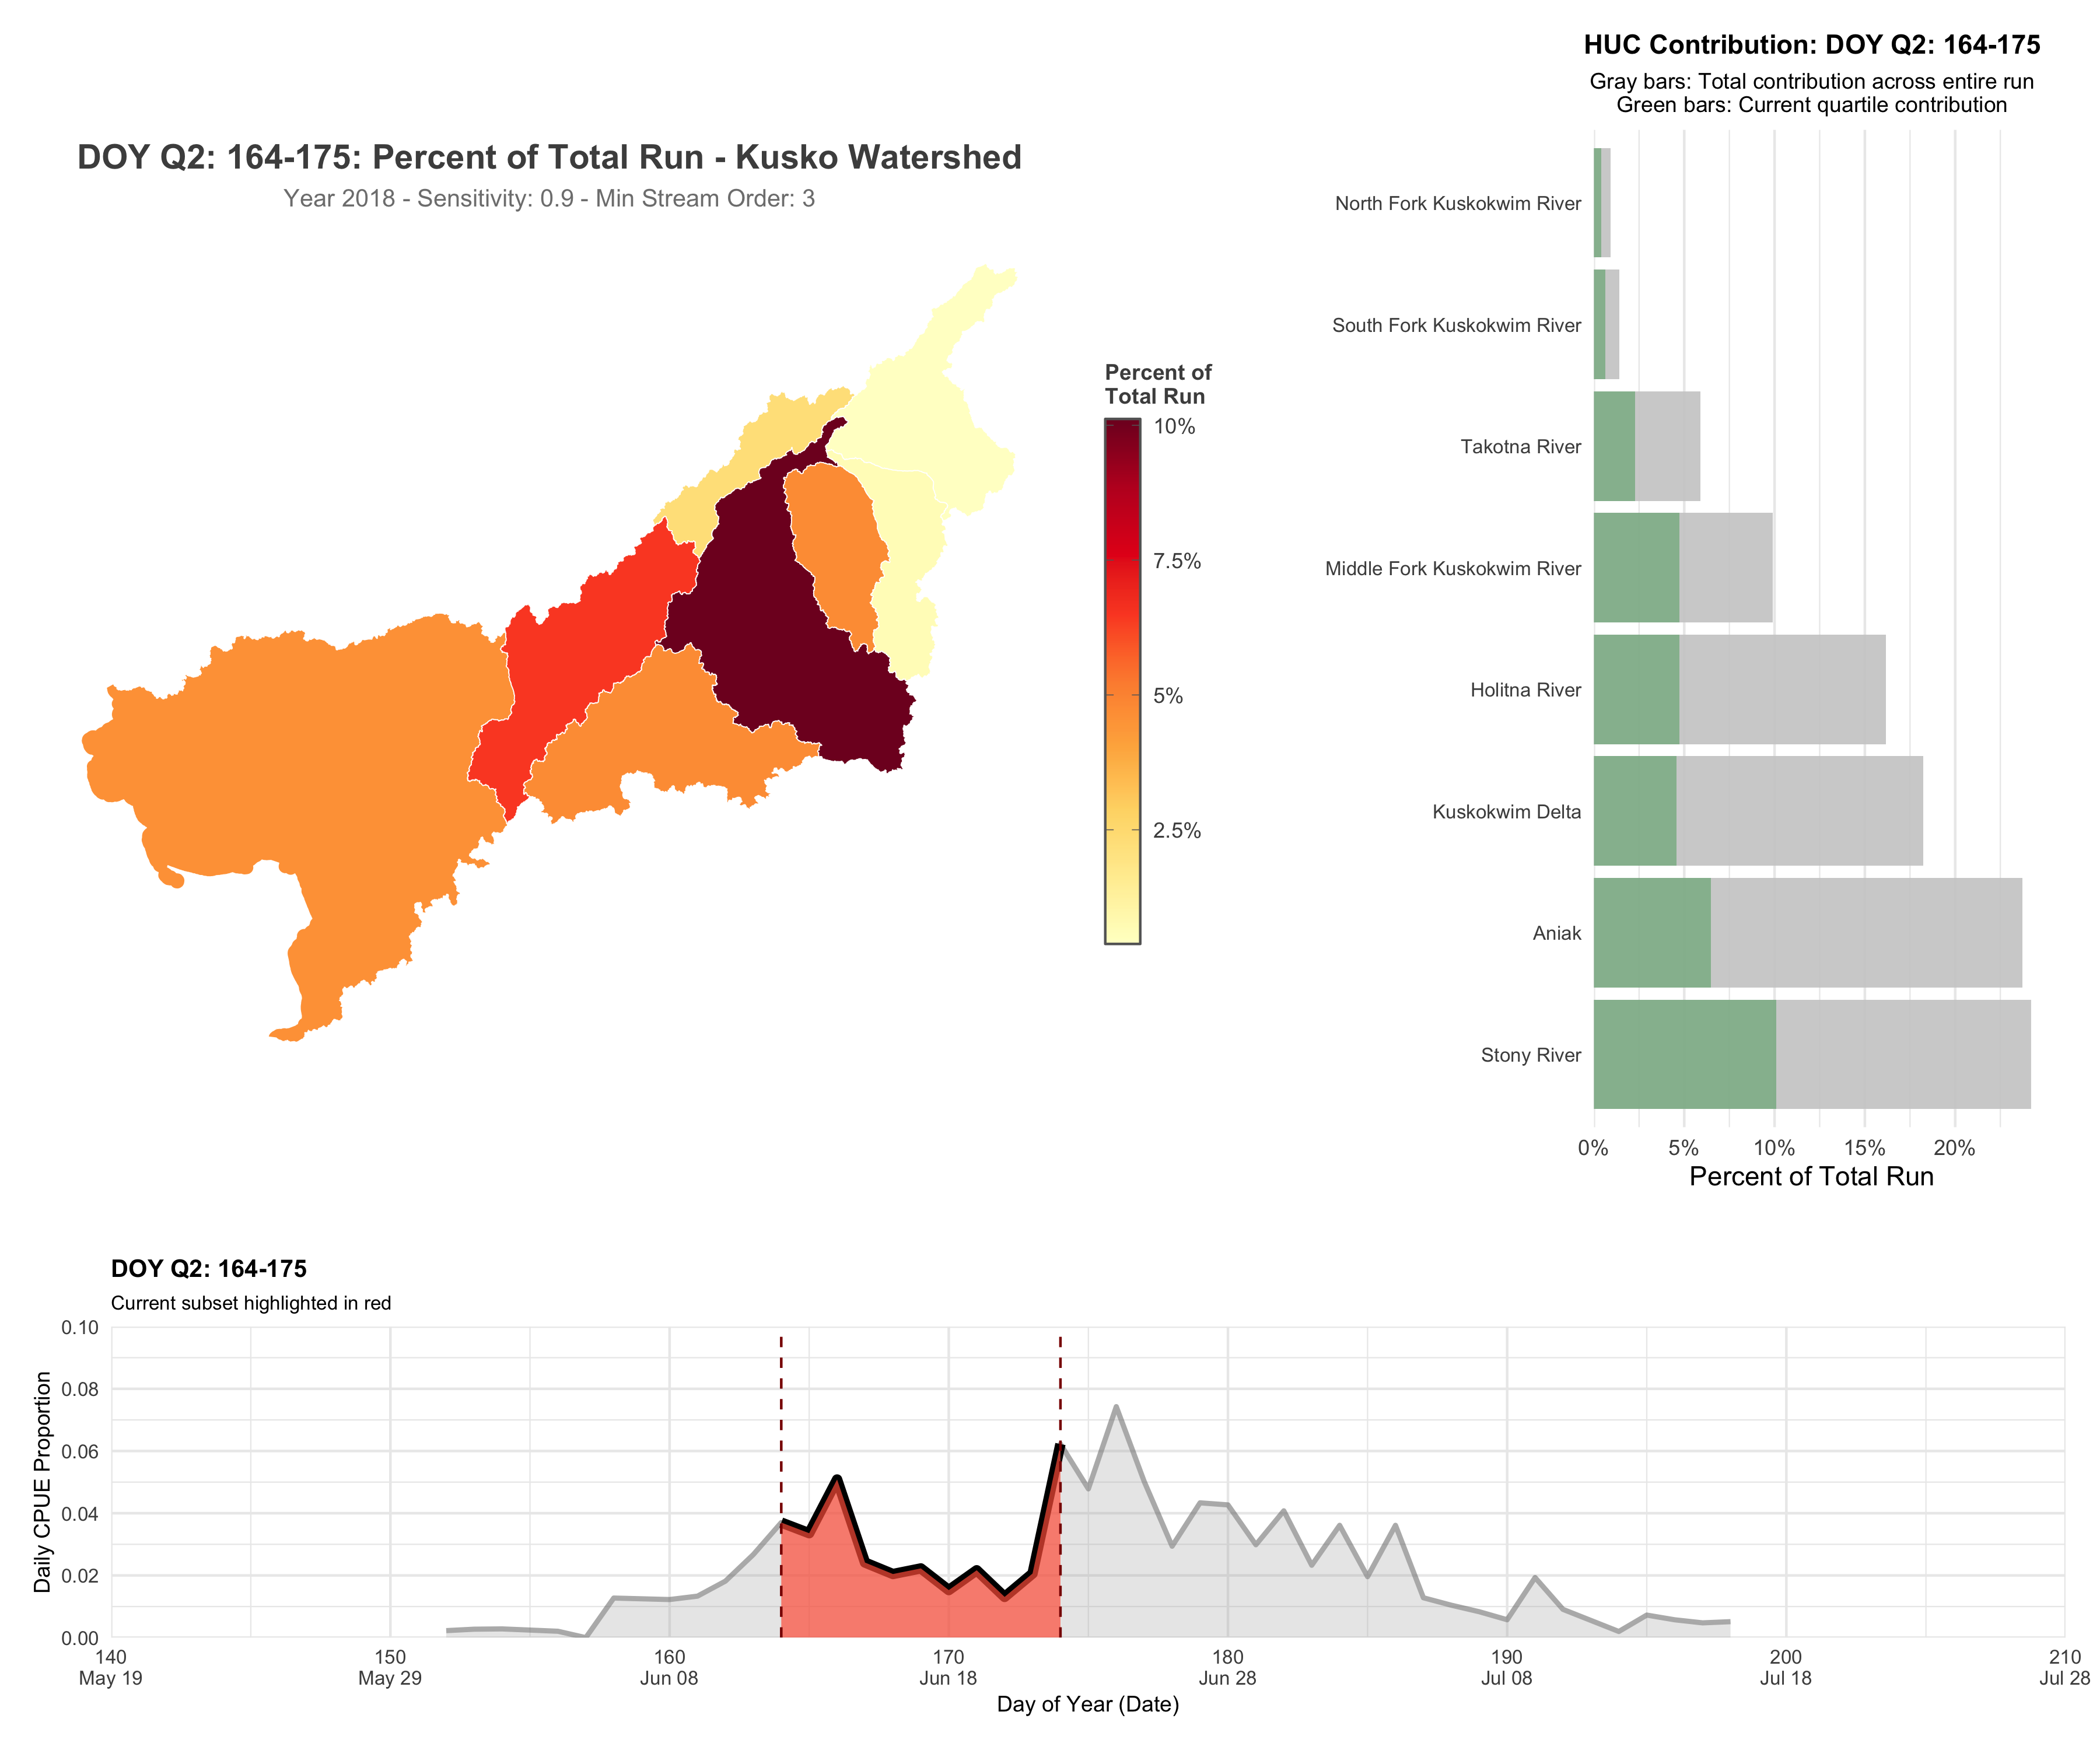 HUC Contribution: DOY Q2: 164-175
Gray bars: Total contribution across entire run
Green bars: Current quartile contribution
DOY Q2: 164-175: Percent of Total Run - Kusko Watershed
Year 2018 - Sensitivity: 0.9 - Min Stream Order: 3
Percent of
Total Run
10%
7.5%
5%
2.5%
North Fork Kuskokwim River
South Fork Kuskokwim River
Takotna River
Middle Fork Kuskokwim River
Holitna River
Kuskokwim Delta
Aniak
Stony River
0% 5% 10% 15% 20%
Percent of Total Run
DOY Q2: 164-175
Current subset highlighted in red
Daily CPUE Proportion
0.10
0.08
0.06
0.04
0.02
0.00
140 150 160 170 180 190 200 210
May 19 May 29 Jun 08 Jun 18 Jun 28 Jul 08 Jul 18 Jul 28
Day of Year (Date)